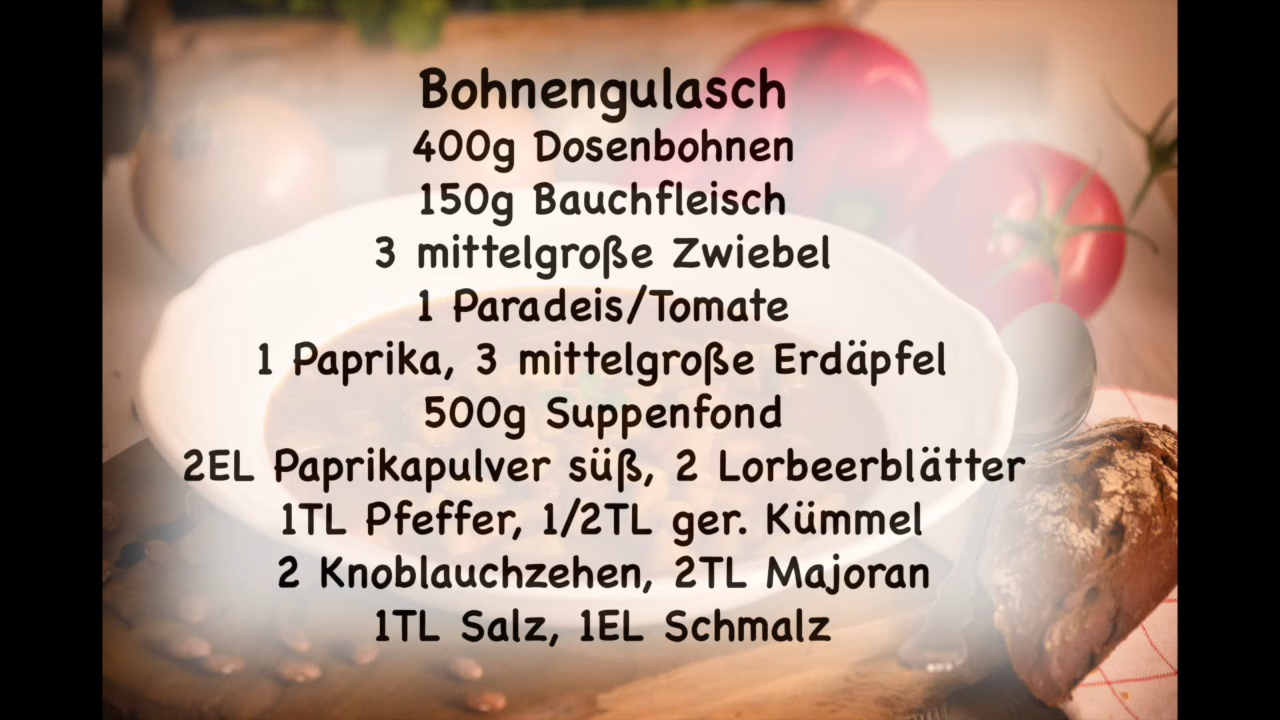 Bohnengulasch
400g Dosenbohnen
150g Bauchfleisch
3 mittelgroße Zwiebel
1 Paradeis/Tomate
1 Paprika, 3 mittelgroße Erdäpfel
500g Suppenfond
2EL Paprikapulver süß, 2 Lorbeerblätter
1TL Pfeffer, 1/2TL ger. Kümmel
2 Knoblauchzehen, 2TL Majoran
1TL Salz, 1EL Schmalz